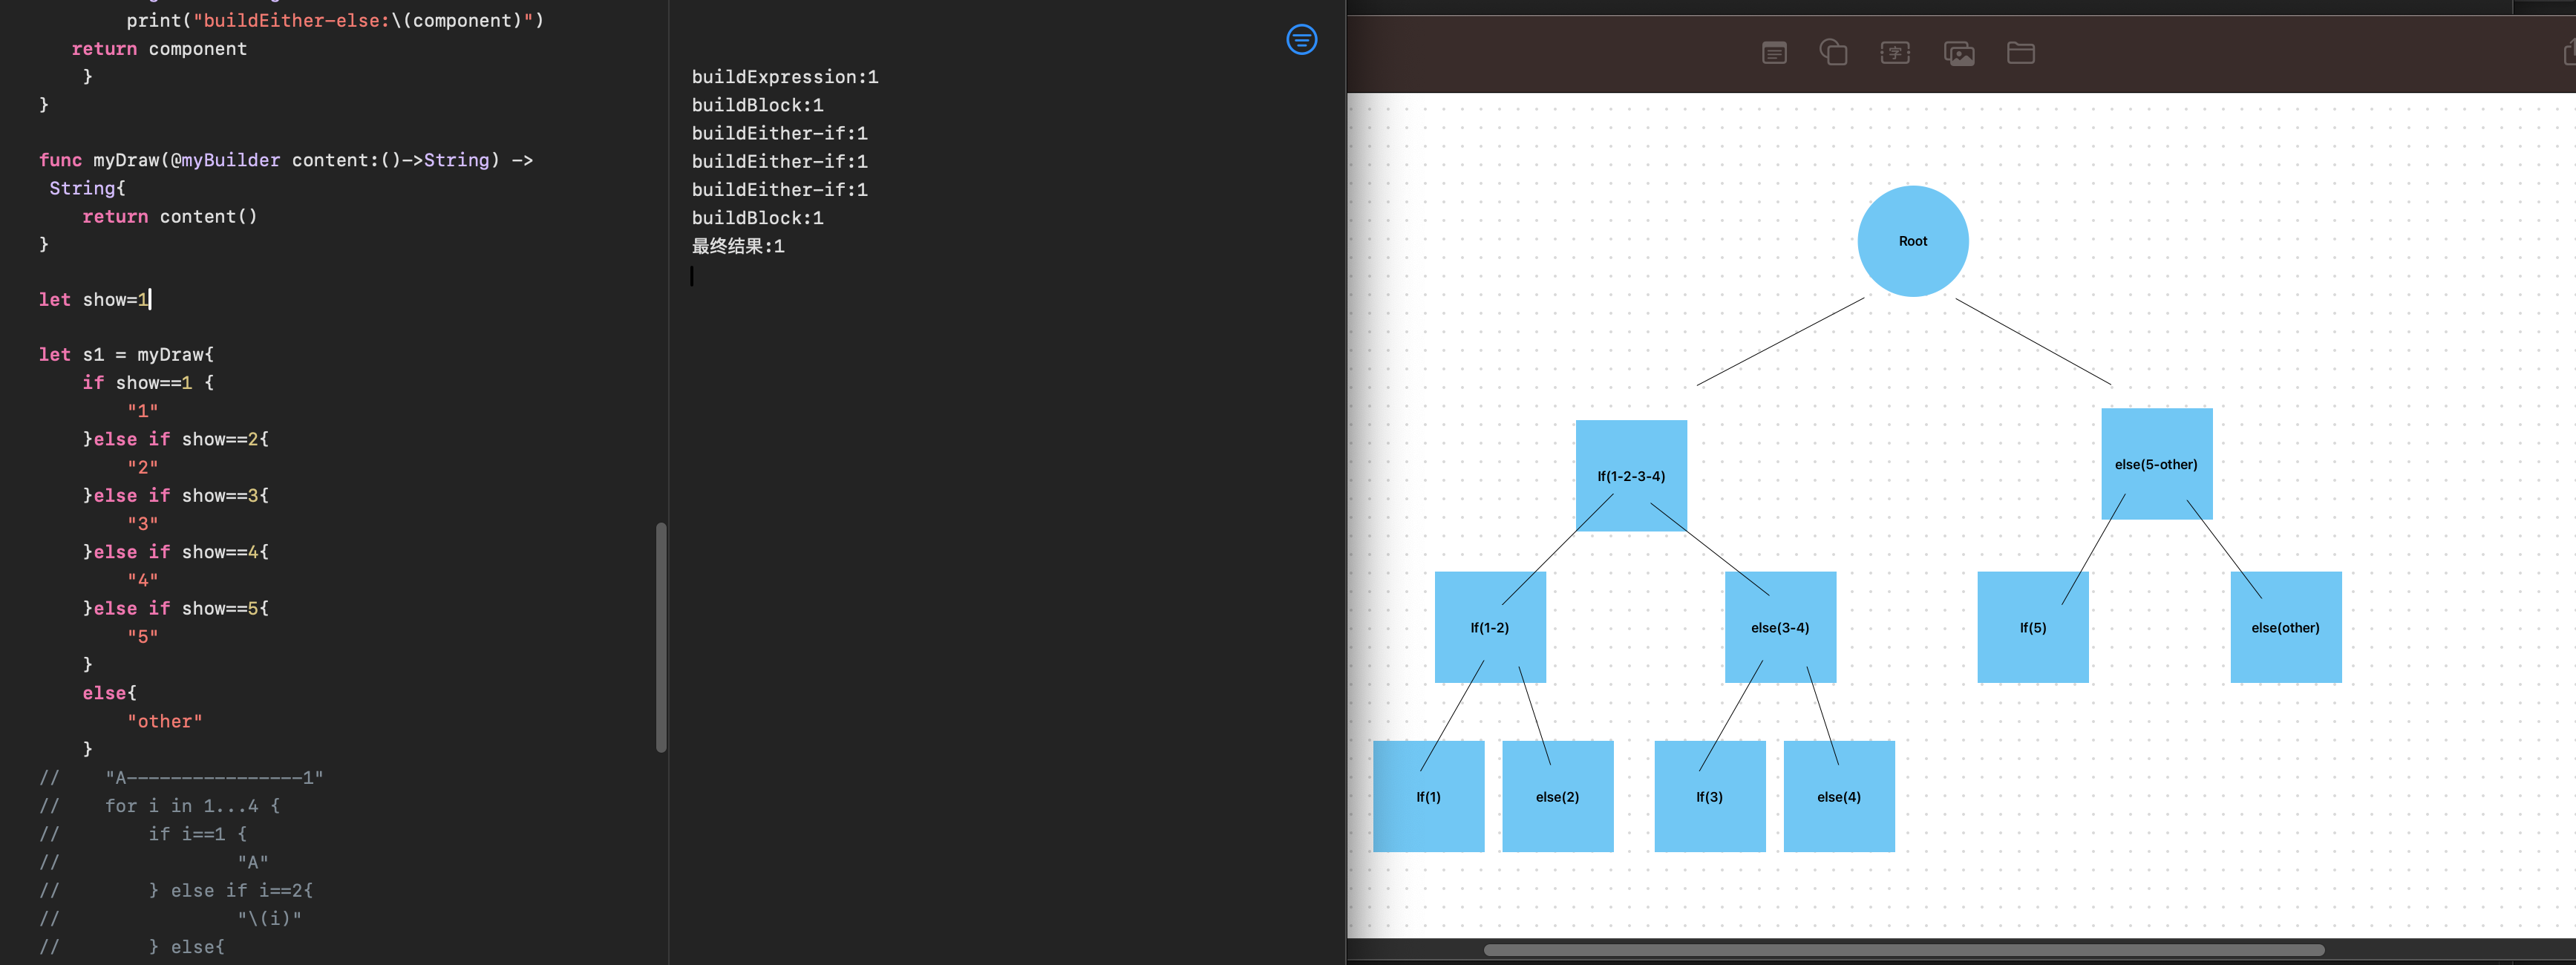 print("buildEither-else:\(component)")
return component
}
}
func myDraw(@myBuilder content:()->String) ->
String{
return content()
}
let show=1
let s1 = myDraw{
if show==1 {
"1"
}else if show==2{
"2"
}else if show==3{
"3"
}else if show==4{
"4"
}else if show==5{
"5"
}
else{
"other"
}
// "A----------------1"
// for i in 1...4 {
// if i==1 {
// "A"
// } else if i==2{
// "\(i)"
// } else{
buildExpression:1
buildBlock:1
buildEither-if:1
buildEither-if:1
buildEither-if:1
buildBlock:1
最终结果:1
字
Root
If(1-2-3-4)
else(5-other)
If(1-2)
else(3-4)
If(5)
else(other)
If(1)
else(2)
If(3)
else(4)